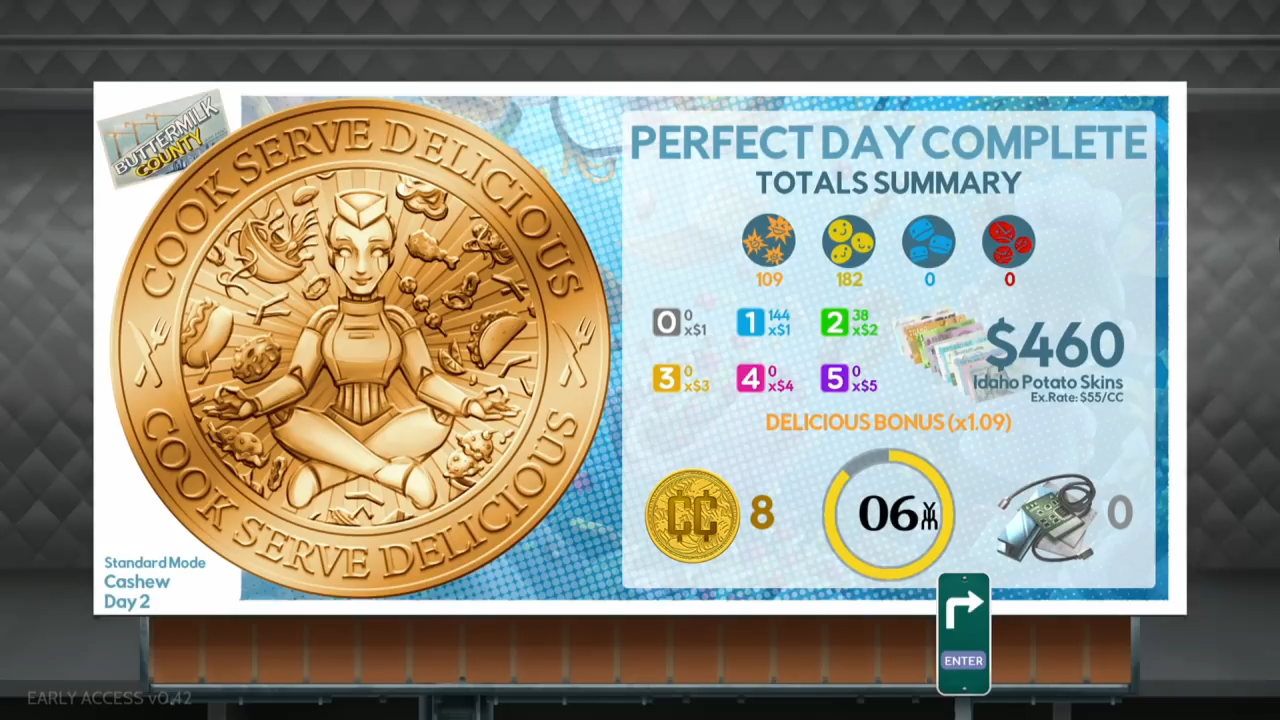 BUTTERMILK
COUNTY
COOK SERVE DELICIOUS
COOK SERVE DELICIOUS
Standard Mode
Cashew
Day 2
PERFECT DAY COMPLETE
TOTALS SUMMARY
109 182 0 0
0 0 x$1 1 144 x$1 2 38 x$2
3 0 x$3 4 0 x$4 5 0 x$5
$460
Idaho Potato Skins
Ex.Rate: $55/CC
DELICIOUS BONUS (x1.09)
CC 8 06 0
ENTER
EARLY ACCESS v0.42